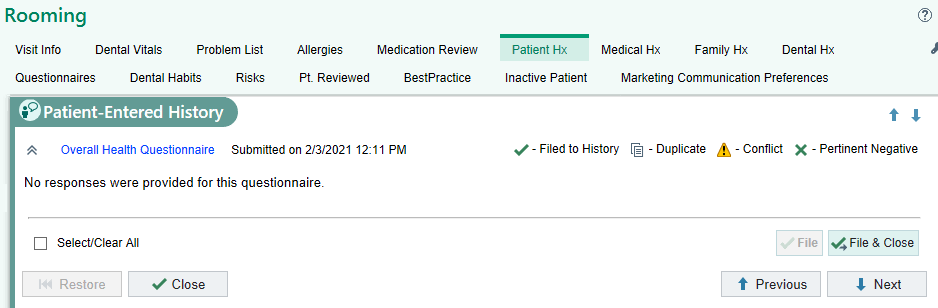 Rooming
Visit Info Dental Vitals Problem List Allergies Medication Review Patient Hx Medical Hx Family Hx Dental Hx
Questionnaires Dental Habits Risks Pt. Reviewed BestPractice Inactive Patient Marketing Communication Preferences
Patient-Entered History
Overall Health Questionnaire Submitted on 2/3/2021 12:11 PM - Filed to History - Duplicate - Conflict - Pertinent Negative
No responses were provided for this questionnaire.
Select/Clear All File File & Close
Restore Close Previous Next